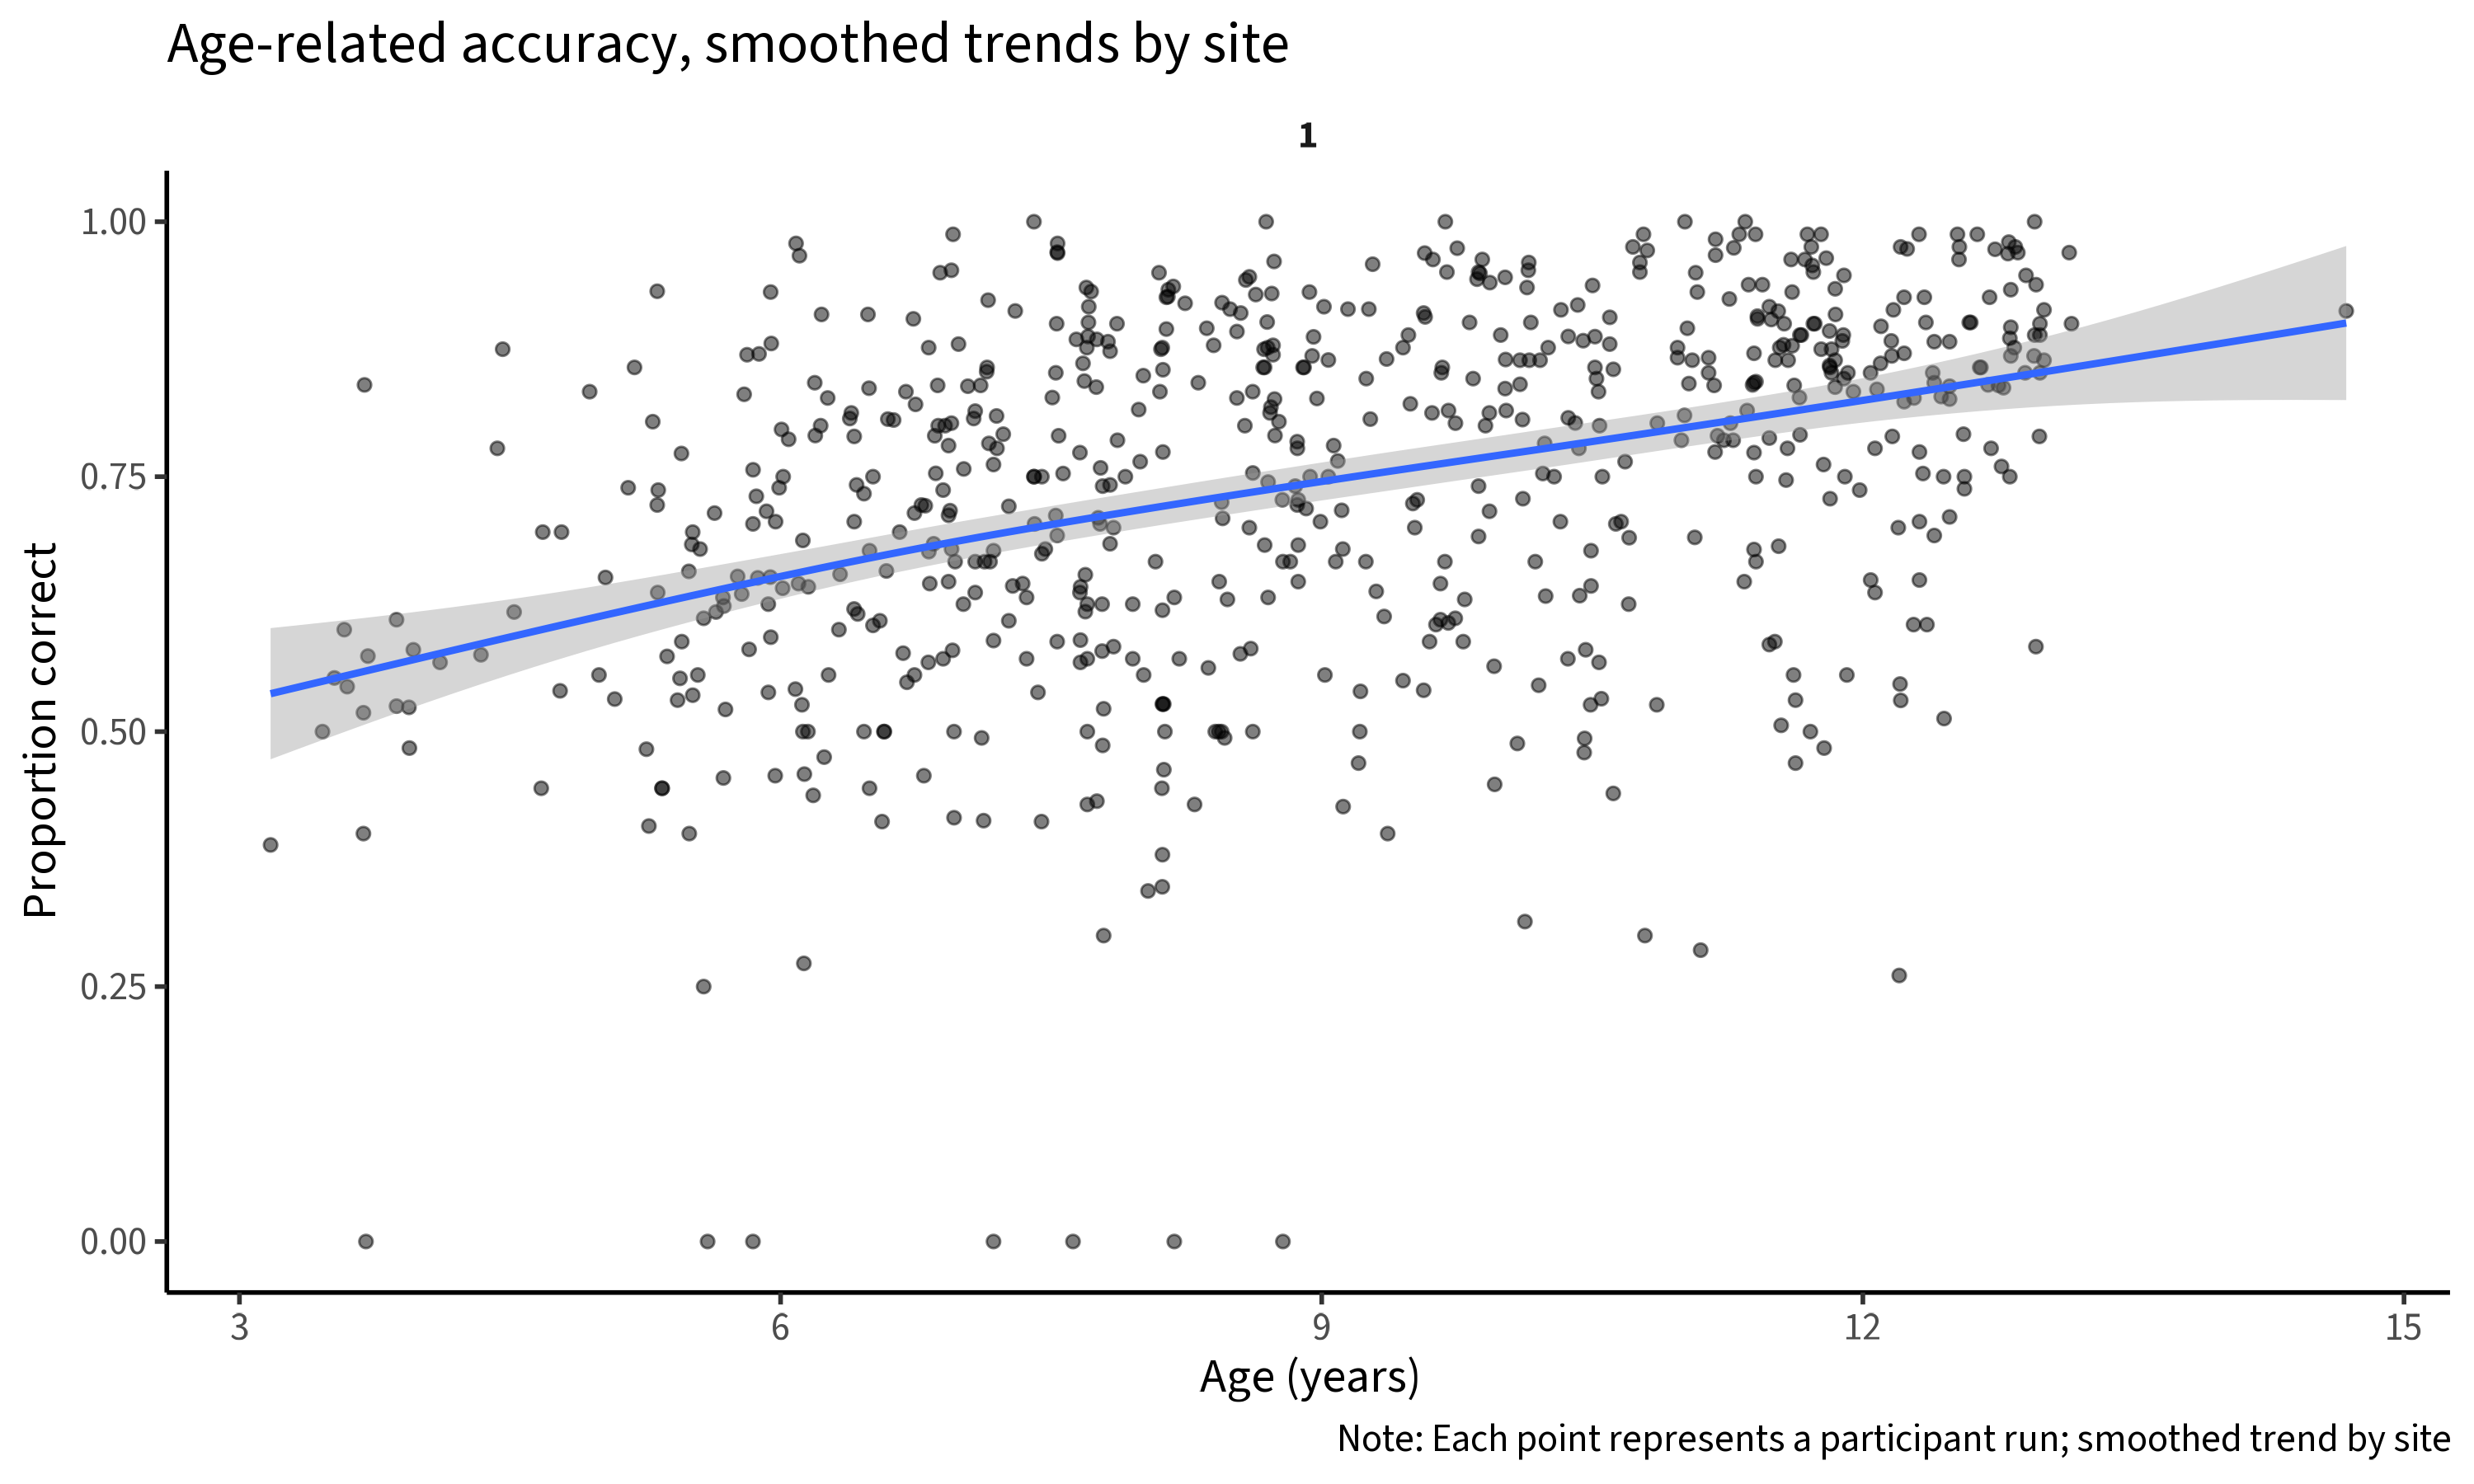 Age-related accuracy, smoothed trends by site
1
1.00
0.75
0.50
0.25
0.00
Proportion correct
3 6 9 12 15
Age (years)
Note: Each point represents a participant run; smoothed trend by site